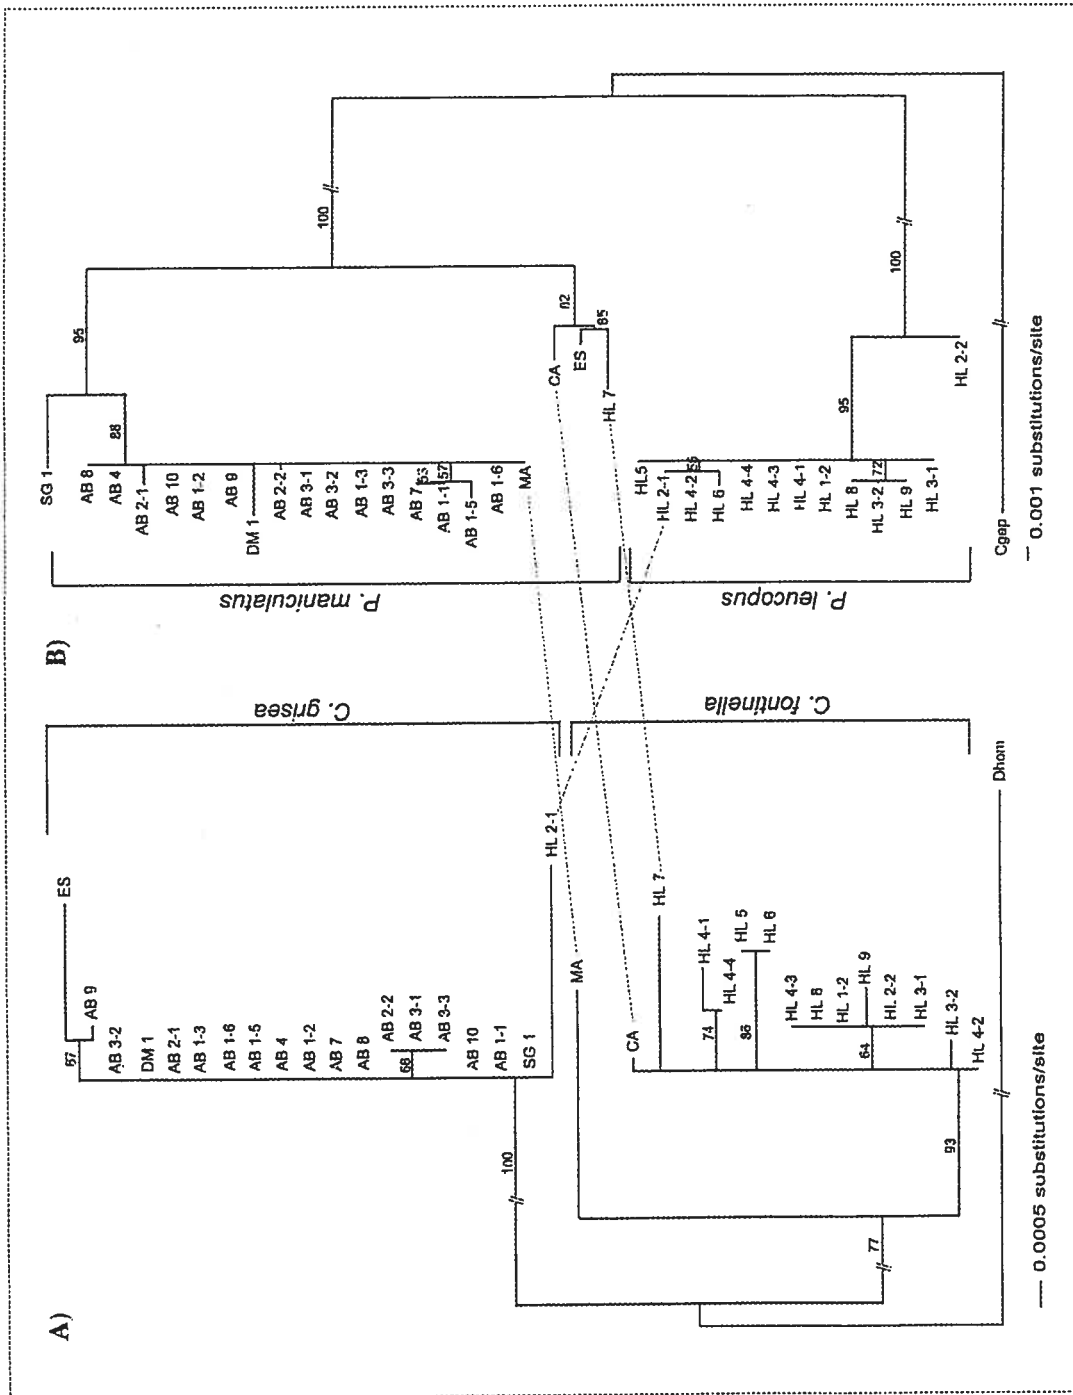 A)
ES
67
AB 9
AB 3-2
DM 1
AB 2-1
AB 1-3
AB 1-6
AB 1-5
AB 4
AB 1-2
AB 7
AB 8
AB 2-2
68
AB 3-1
AB 3-3
AB 10
AB 1-1
SG 1
100
HL 2-1
C. grisea
MA
CA
HL 7
HL 4-1
74
HL 4-4
HL 5
86
HL 6
HL 4-3
HL 8
HL 1-2
HL 9
64
HL 2-2
HL 3-1
HL 3-2
HL 4-2
93
77
C. fontinella
Dhom
0.0005 substitutions/site
B)
SG 1
95
AB 8
88
AB 4
AB 2-1
AB 10
AB 1-2
AB 9
DM 1
AB 2-2
AB 3-1
AB 3-2
AB 1-3
AB 3-3
AB 7
53
AB 1-1
57
AB 1-5
AB 1-6
MA
100
62
CA
65
ES
HL 7
P. maniculatus
HL5
HL 2-1
HL 4-2
HL 6
HL 4-4
HL 4-3
HL 4-1
HL 1-2
95
HL 8
HL 3-2
72
HL 9
HL 3-1
100
HL 2-2
P. leucopus
Cgap
0.001 substitutions/site